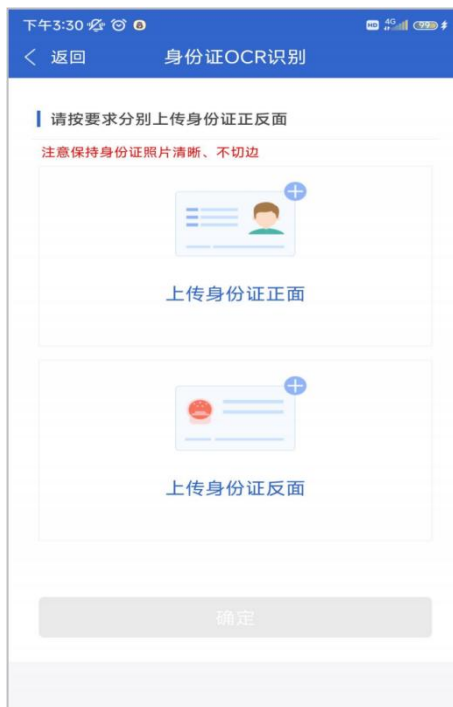 下午3:30
HD 4G 99
返回 身份证OCR识别
请按要求分别上传身份证正反面
注意保持身份证照片清晰、不切边
上传身份证正面
上传身份证反面
确定